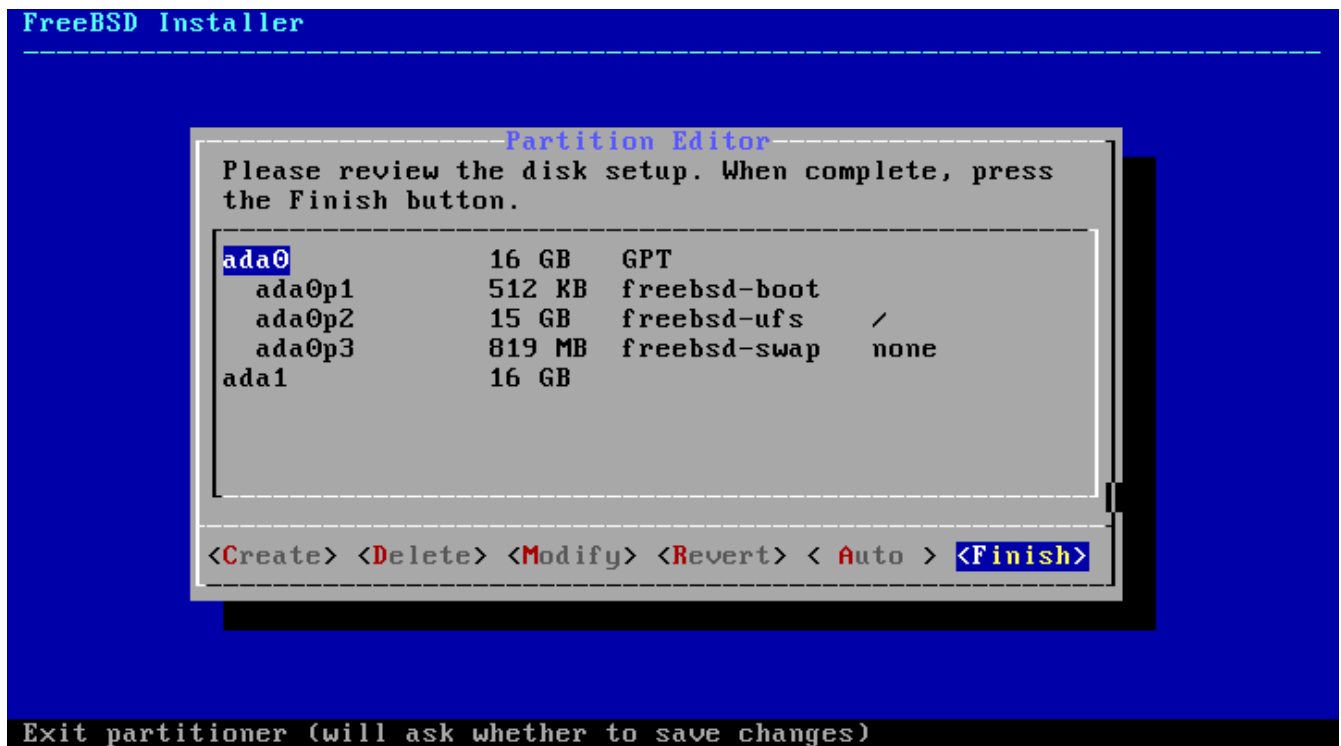 FreeBSD Installer
Partition Editor
Please review the disk setup. When complete, press
the Finish button.
ada0 16 GB GPT
ada0p1 512 KB freebsd-boot
ada0p2 15 GB freebsd-ufs /
ada0p3 819 MB freebsd-swap none
ada1 16 GB
<Create> <Delete> <Modify> <Revert> < Auto > <Finish>
Exit partitioner (will ask whether to save changes)